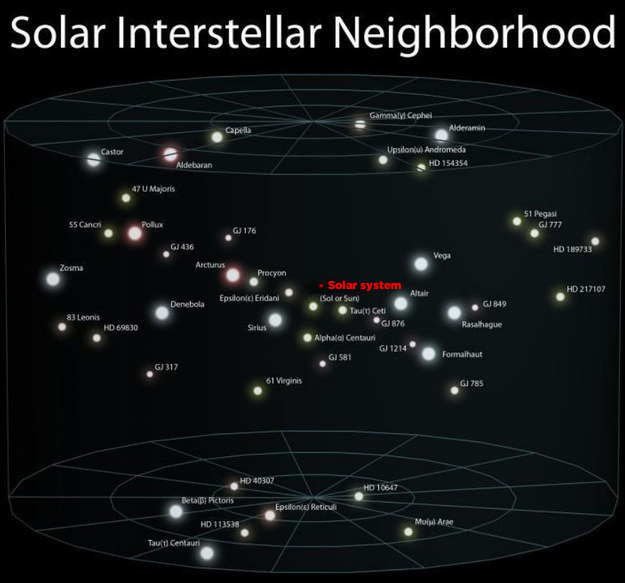 Solar Interstellar Neighborhood
Gamma(γ) Cephei
Capella
Alderamin
Castor
Upsilon(υ) Andromeda
Aldebaran
HD 154354
47 U Majoris
51 Pegasi
55 Cancri
Pollux
GJ 777
GJ 176
GJ 436
HD 189733
Vega
Arcturus
Procyon
Zosma
Solar system
Epsilon(ε) Eridani
(Sol or Sun)
Altair
HD 217107
Denebola
Tau(τ) Ceti
GJ 849
83 Leonis
Sirius
GJ 876
Rasalhague
HD 69830
Alpha(α) Centauri
GJ 1214
Formalhaut
GJ 581
GJ 317
61 Virginis
GJ 785
HD 40307
HD 10647
Beta(β) Pictoris
Epsilon(ε) Reticuli
HD 113538
Mu(μ) Arae
Tau(τ) Centauri